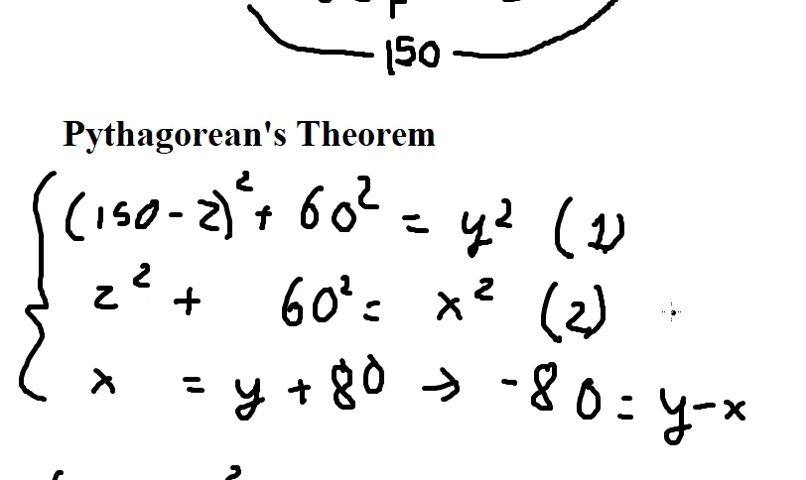 150
Pythagorean's Theorem
(150 - z)² + 60² = y² (1)
z² + 60² = x² (2)
x = y + 80 → -80 = y - x